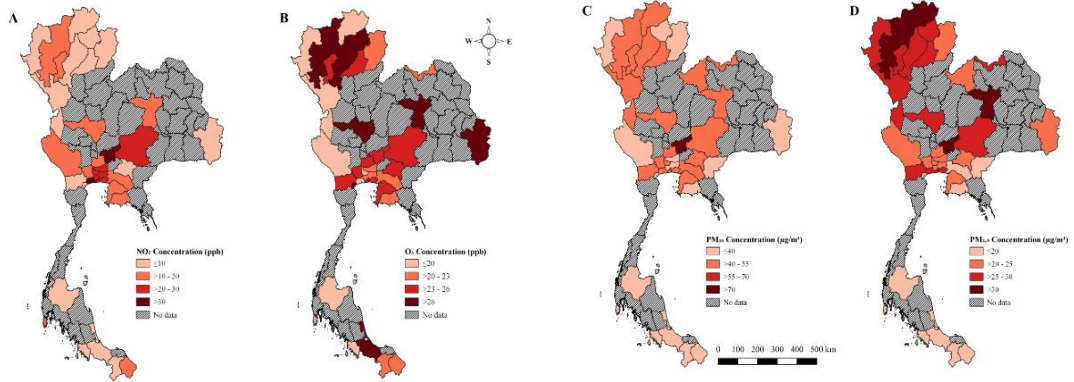 A
B
C
D
N
W E
S
NO₂ Concentration (ppb)
≤10
>10 - 20
>20 - 30
>30
No data
O₃ Concentration (ppb)
≤20
>20 - 23
>23 - 26
>26
No data
PM₁₀ Concentration (µg/m³)
≤40
>40 - 55
>55 - 70
>70
No data
PM₂.₅ Concentration (µg/m³)
<20
>20 - 25
>25 - 30
>30
No data
0 100 200 300 400 500 km